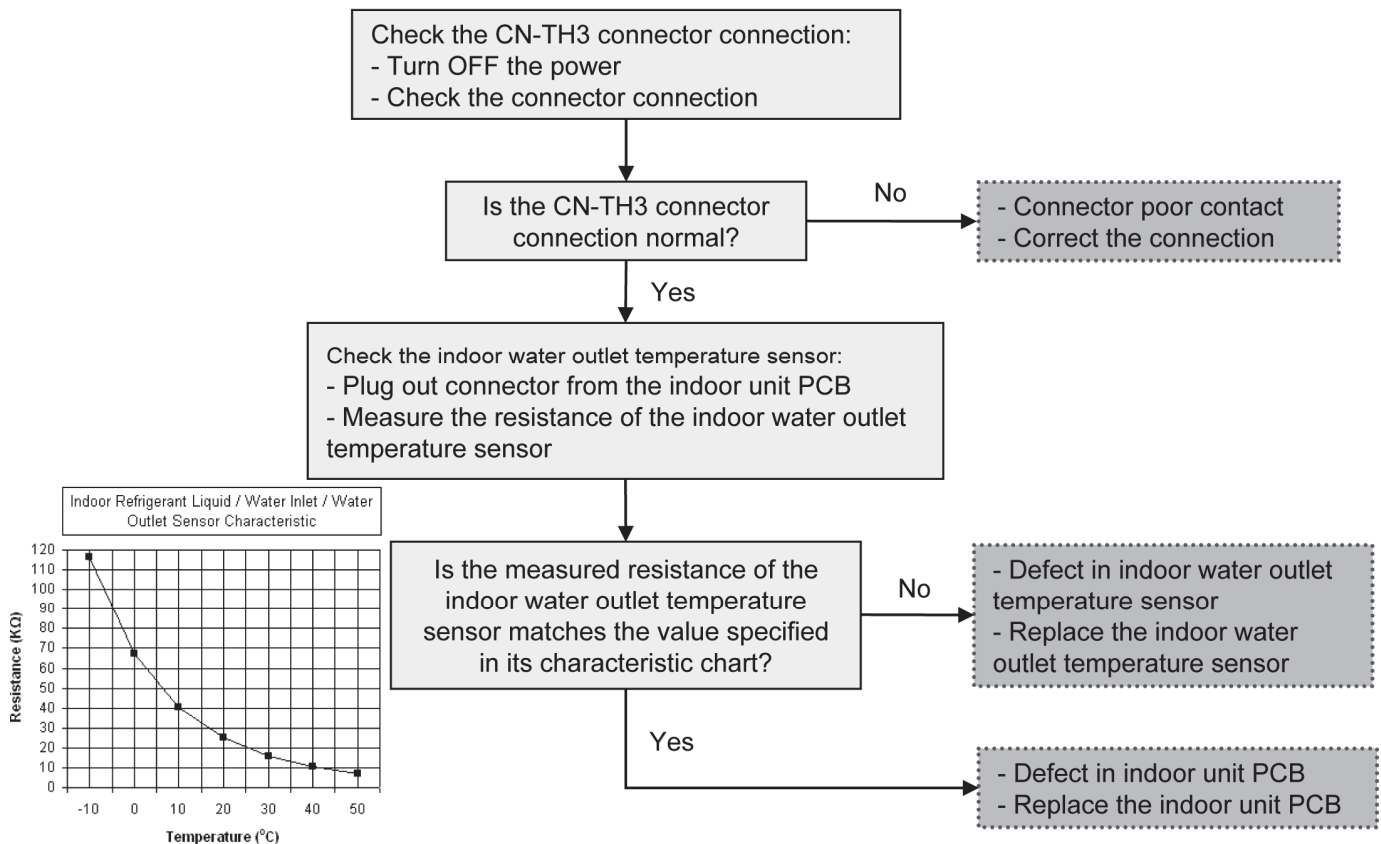 Check the CN-TH3 connector connection:
- Turn OFF the power
- Check the connector connection
Is the CN-TH3 connector
connection normal?
No
- Connector poor contact
- Correct the connection
Yes
Check the indoor water outlet temperature sensor:
- Plug out connector from the indoor unit PCB
- Measure the resistance of the indoor water outlet
temperature sensor
Indoor Refrigerant Liquid / Water Inlet / Water
Outlet Sensor Characteristic
120
110
100
90
80
70
60
50
40
30
20
10
0
Resistance (KΩ)
-10 0 10 20 30 40 50
Temperature (°C)
Is the measured resistance of the
indoor water outlet temperature
sensor matches the value specified
in its characteristic chart?
No
- Defect in indoor water outlet
temperature sensor
- Replace the indoor water
outlet temperature sensor
Yes
- Defect in indoor unit PCB
- Replace the indoor unit PCB